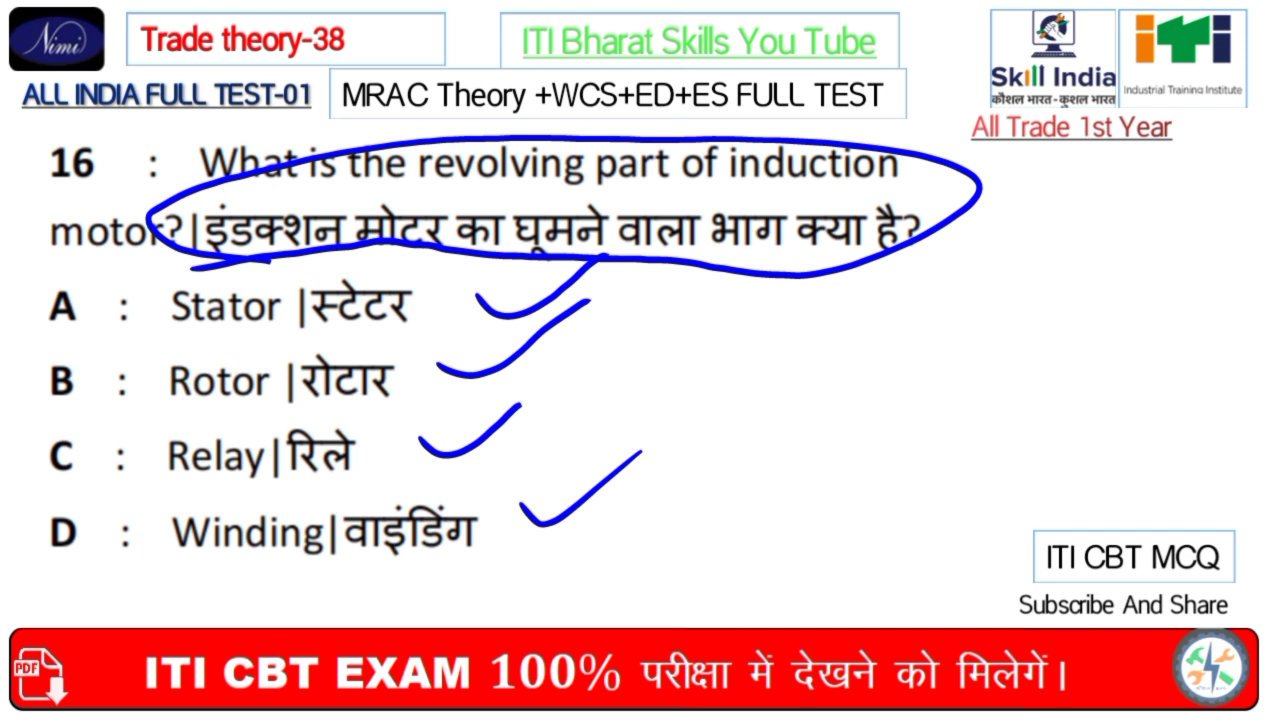 Nimi
Trade theory-38
ITI Bharat Skills You Tube
Skill India
कौशल भारत-कुशल भारत
iTi
Industrial Training Institute
ALL INDIA FULL TEST-01
MRAC Theory +WCS+ED+ES FULL TEST
All Trade 1st Year
16 : What is the revolving part of induction
motor?|इंडक्शन मोटर का घूमने वाला भाग क्या है?
A : Stator |स्टेटर
B : Rotor |रोटार
C : Relay|रिले
D : Winding|वाइंडिंग
ITI CBT MCQ
Subscribe And Share
PDF
ITI CBT EXAM 100% परीक्षा में देखने को मिलेगें।